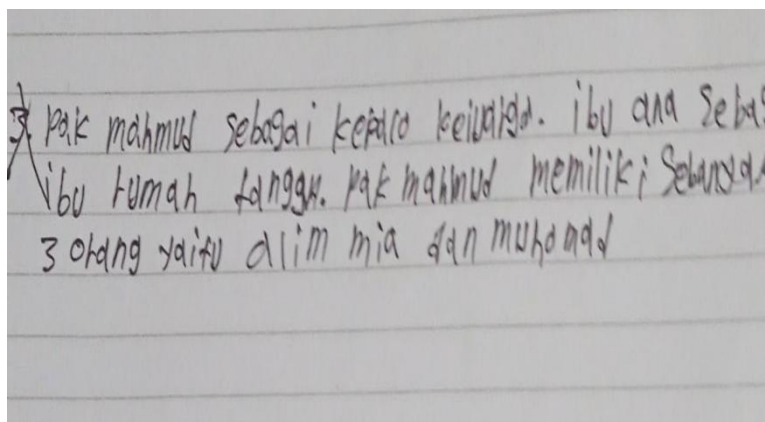 3 Pak mahmud sebagai kepala keluarga. ibu ana Seba
ibu rumah tangga. Pak mahmud memiliki Sebanya
3 orang yaitu alim mia dan muhamad